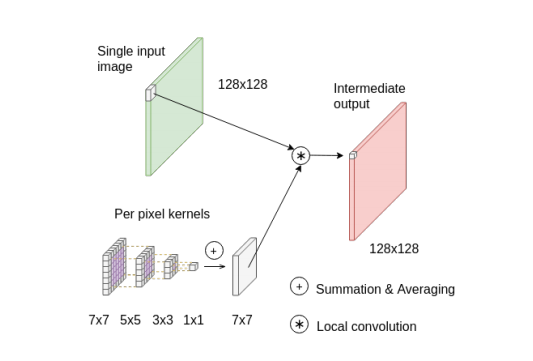 Single input
image
128x128
Intermediate
output
Per pixel kernels
+
*
128x128
7x7 5x5 3x3 1x1 7x7
+ Summation & Averaging
* Local convolution